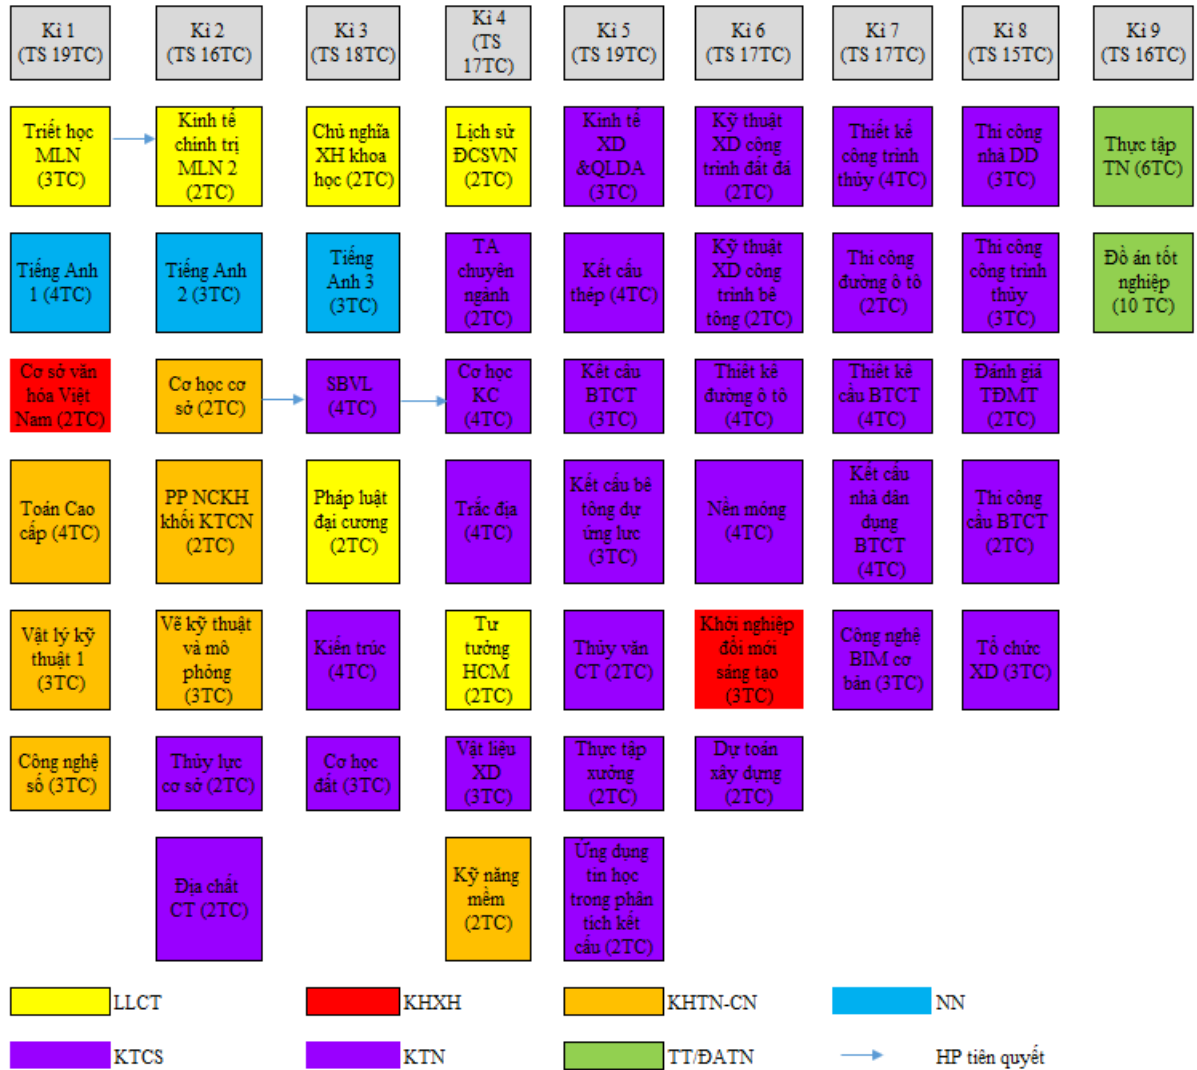 Kì 1
(TS 19TC)
Kì 2
(TS 16TC)
Kì 3
(TS 18TC)
Kì 4
(TS
17TC)
Kì 5
(TS 19TC)
Kì 6
(TS 17TC)
Kì 7
(TS 17TC)
Kì 8
(TS 15TC)
Kì 9
(TS 16TC)
Triết học
MLN
(3TC)
Kinh tế
chính trị
MLN 2
(2TC)
Chủ nghĩa
XH khoa
học (2TC)
Lịch sử
ĐCSVN
(2TC)
Kinh tế
XD
&QLDA
(3TC)
Kỹ thuật
XD công
trình đất đá
(2TC)
Thiết kế
công trình
thủy (4TC)
Thi công
nhà DD
(3TC)
Thực tập
TN (6TC)
Tiếng Anh
1 (4TC)
Tiếng Anh
2 (3TC)
Tiếng
Anh 3
(3TC)
TA
chuyên
ngành
(2TC)
Kết cấu
thép (4TC)
Kỹ thuật
XD công
trình bê
tông (2TC)
Thi công
đường ô tô
(2TC)
Thi công
công trình
thủy
(3TC)
Đồ án tốt
nghiệp
(10 TC)
Cơ sở văn
hóa Việt
Nam (2TC)
Cơ học cơ
sở (2TC)
SBVL
(4TC)
Cơ học
KC
(4TC)
Kết cấu
BTCT
(3TC)
Thiết kế
đường ô tô
(4TC)
Thiết kế
cầu BTCT
(4TC)
Đánh giá
TĐMT
(2TC)
Toán Cao
cấp (4TC)
PP NCKH
khối KTCN
(2TC)
Pháp luật
đại cương
(2TC)
Trắc địa
(4TC)
Kết cấu bê
tông dự
ứng lực
(3TC)
Nền móng
(4TC)
Kết cấu
nhà dân
dụng
BTCT
(4TC)
Thi công
cầu BTCT
(2TC)
Vật lý kỹ
thuật 1
(3TC)
Vẽ kỹ thuật
và mô
phỏng
(3TC)
Kiến trúc
(4TC)
Tư
tưởng
HCM
(2TC)
Thủy văn
CT (2TC)
Khởi nghiệp
đổi mới
sáng tạo
(3TC)
Công nghệ
BIM cơ
bản (3TC)
Tổ chức
XD (3TC)
Công nghệ
số (3TC)
Thủy lực
cơ sở (2TC)
Cơ học
đất (3TC)
Vật liệu
XD
(3TC)
Thực tập
xưởng
(2TC)
Dự toán
xây dựng
(2TC)
Địa chất
CT (2TC)
Kỹ năng
mềm
(2TC)
Ứng dụng
tin học
trong phân
tích kết
cấu (2TC)
LLCT
KHXH
KHTN-CN
NN
KTCS
KTN
TT/ĐATN
HP tiên quyết